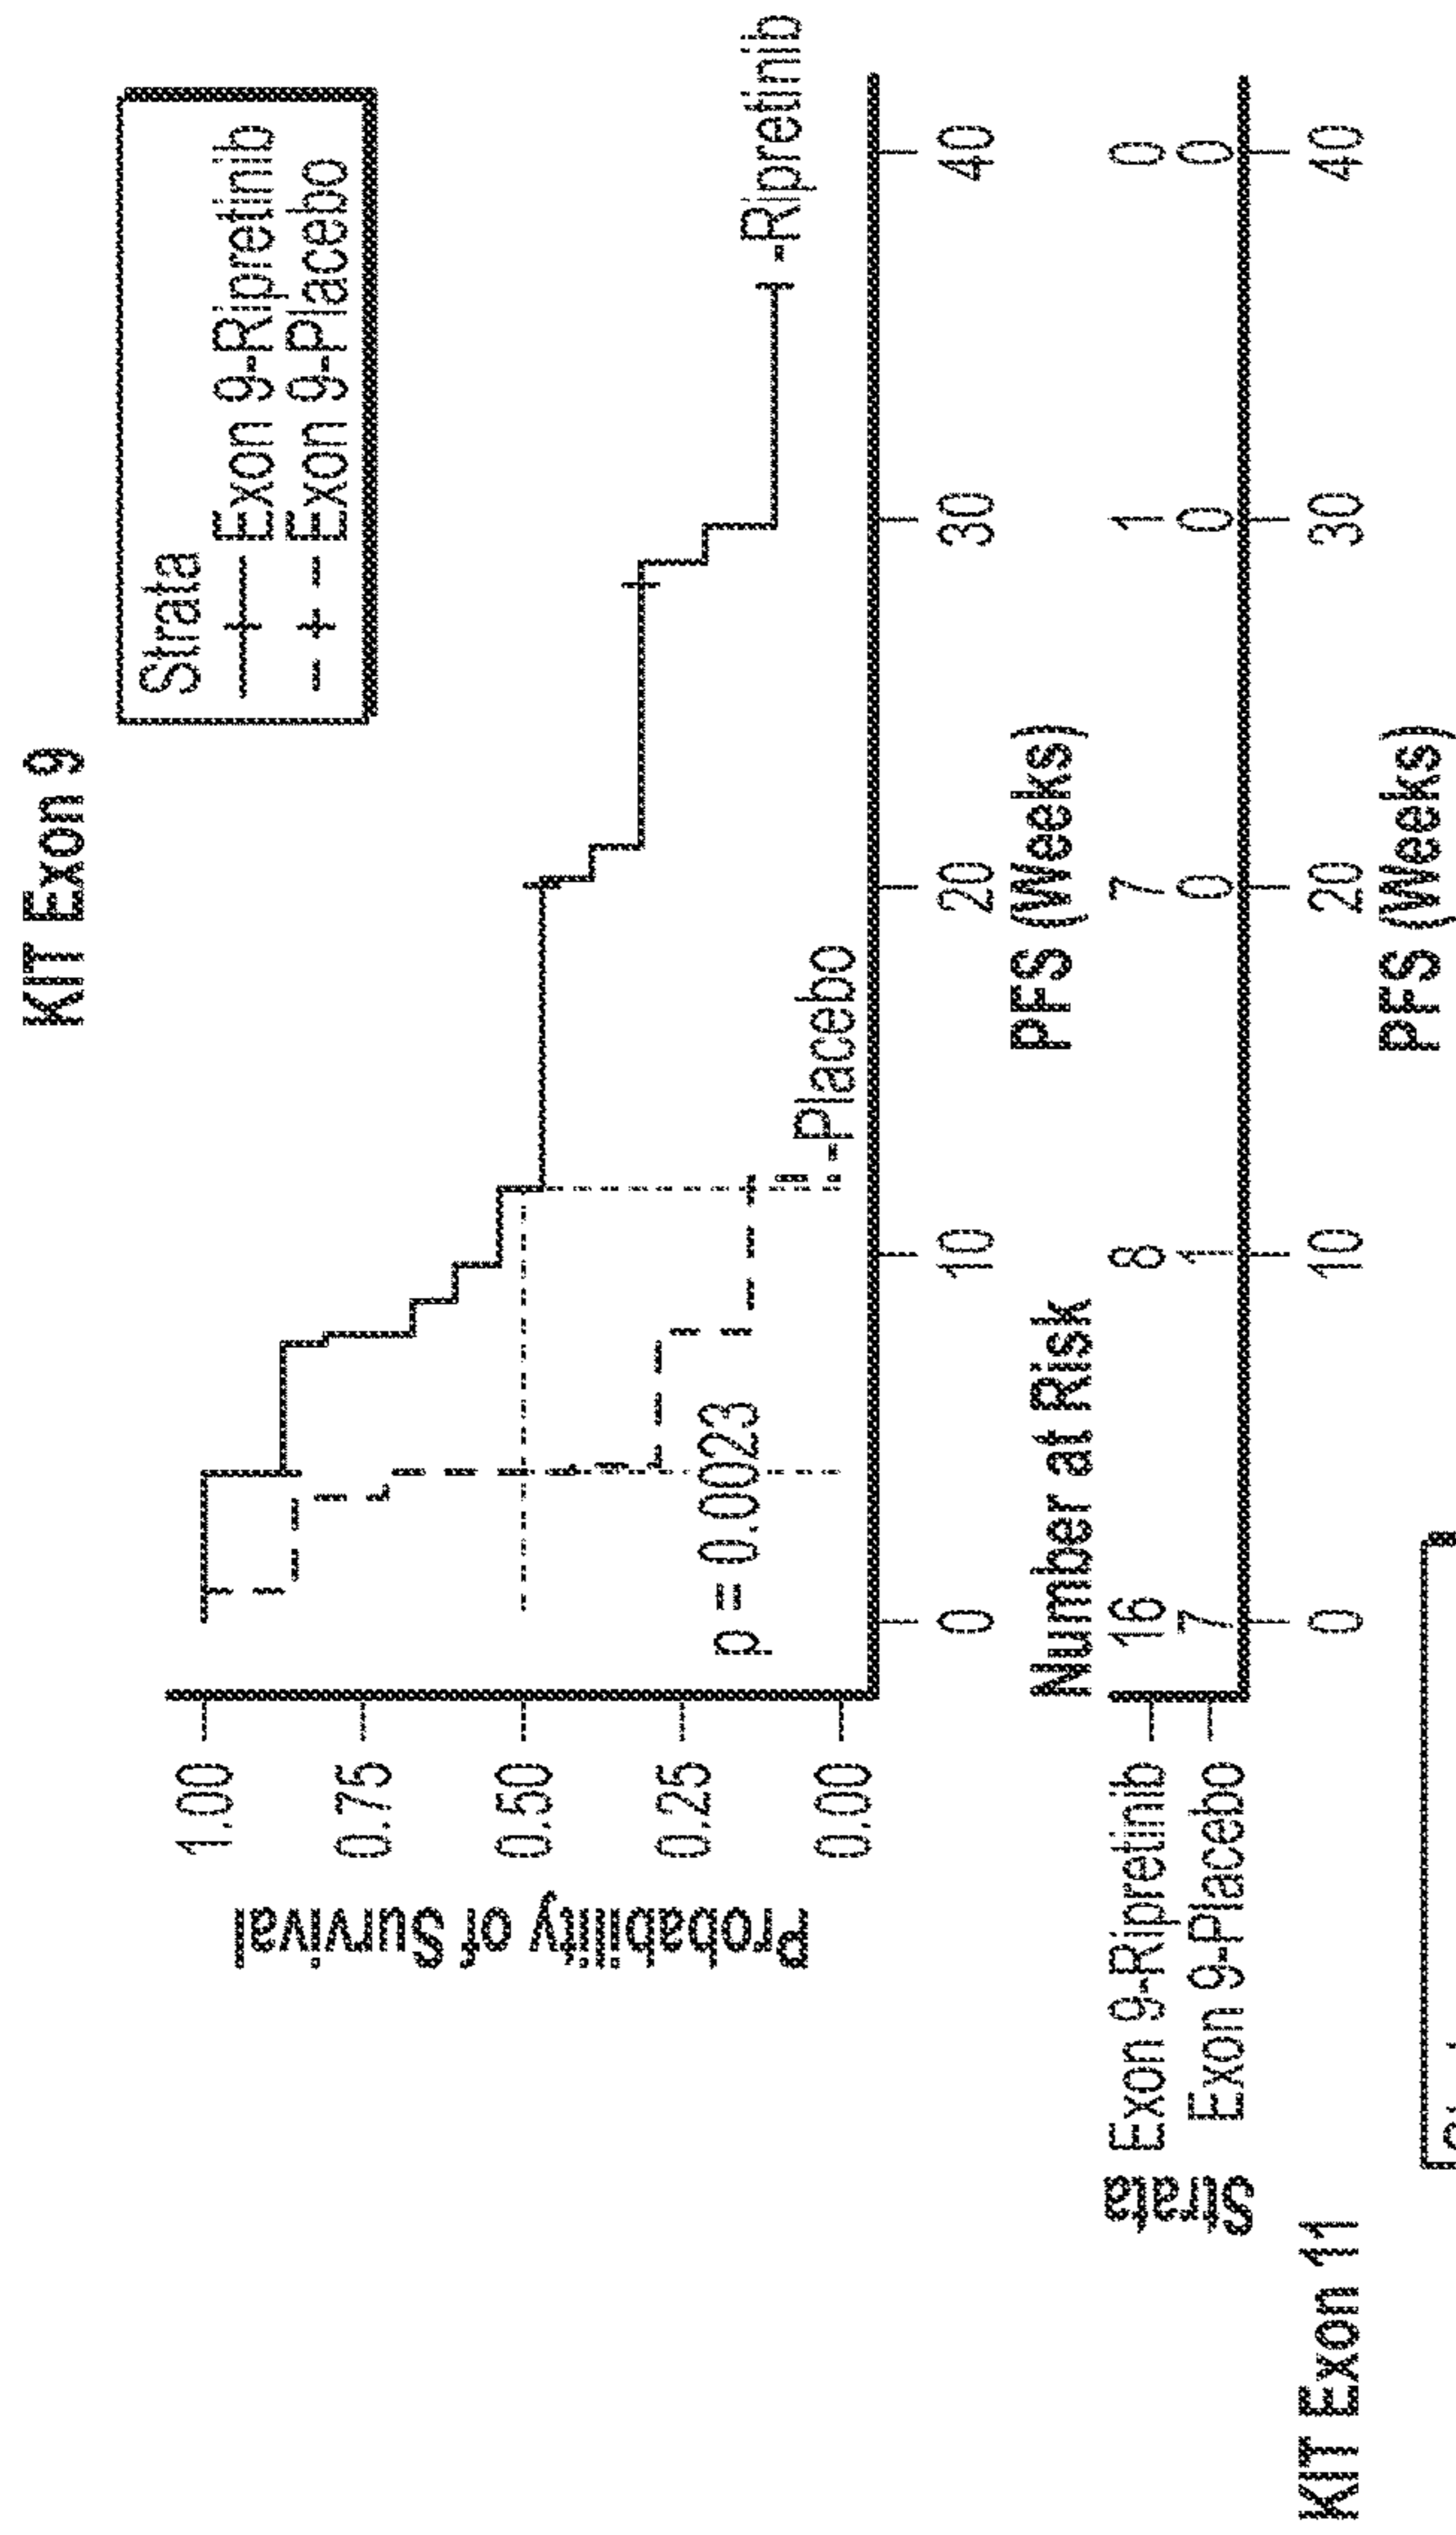 KIT Exon 9
Strata
Exon 9-Ripretinib
Exon 9-Placebo
Probability of Survival
1.00
0.75
0.50
0.25
0.00
p = 0.0023
-Placebo
-Ripretinib
0 10 20 30 40
PFS (Weeks)
Number at Risk
Strata
Exon 9-Ripretinib 16 8 7 1 0
Exon 9-Placebo 7 1 0 0 0
0 10 20 30 40
PFS (Weeks)
KIT Exon 11